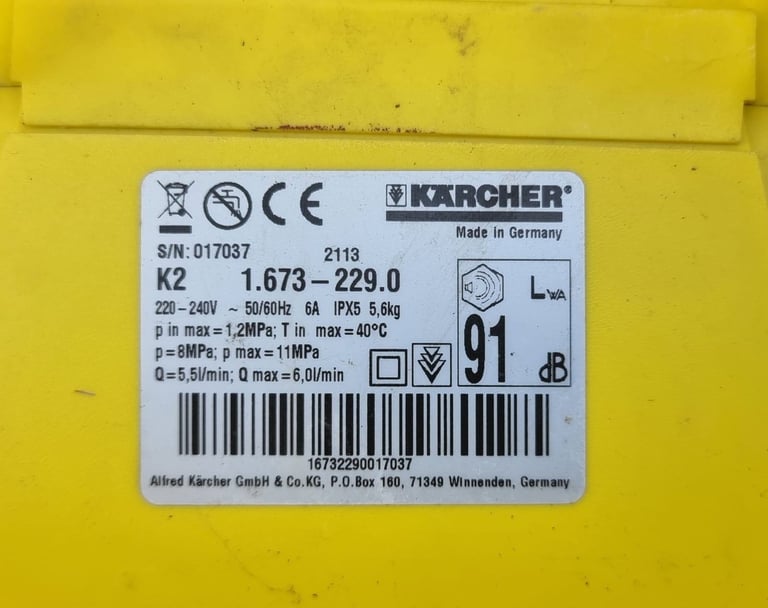 CE KÄRCHER®
Made in Germany
S/N: 017037 2113
K2 1.673-229.0
220-240V ~ 50/60Hz 6A IPX5 5,6kg
p in max=1,2MPa; T in max=40°C
p=8MPa; p max=11MPa
Q=5,5l/min; Q max=6,0l/min
LWA
91 dB
16732290017037
Alfred Kärcher GmbH & Co.KG, P.O.Box 160, 71349 Winnenden, Germany